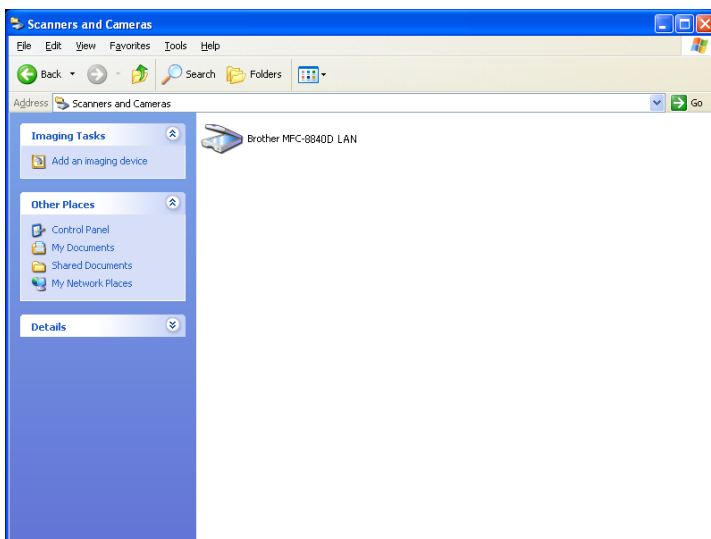 Scanners and Cameras
File Edit View Favorites Tools Help
Back Search Folders
Address Scanners and Cameras Go
Imaging Tasks
Add an imaging device
Other Places
Control Panel
My Documents
Shared Documents
My Network Places
Details
Brother MFC-8840D LAN